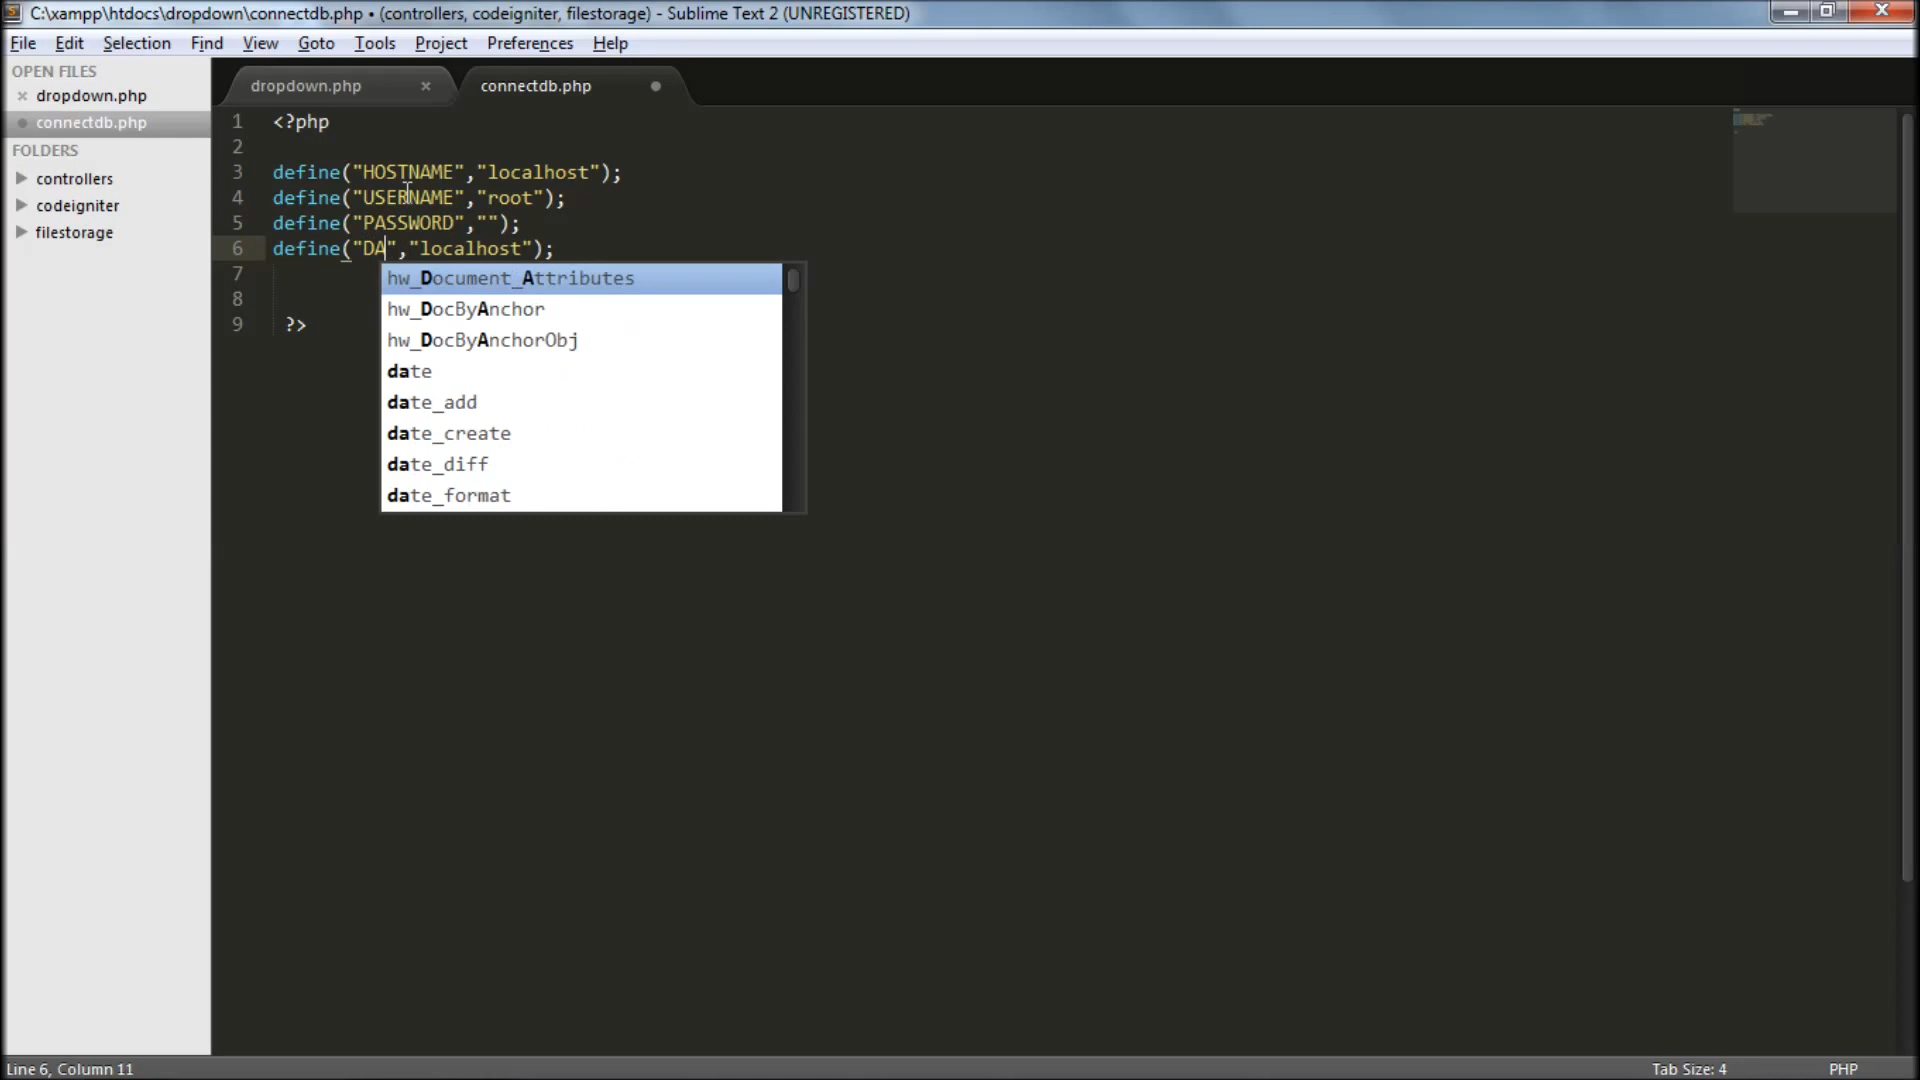 C:\xampp\htdocs\dropdown\connectdb.php • (controllers, codeigniter, filestorage) - Sublime Text 2 (UNREGISTERED)
File Edit Selection Find View Goto Tools Project Preferences Help
OPEN FILES
dropdown.php
connectdb.php
FOLDERS
controllers
codeigniter
filestorage
dropdown.php connectdb.php
1 <?php
2
3 define("HOSTNAME","localhost");
4 define("USERNAME","root");
5 define("PASSWORD","");
6 define("DA","localhost");
7
8
9 ?>
hw_Document_Attributes
hw_DocByAnchor
hw_DocByAnchorObj
date
date_add
date_create
date_diff
date_format
Line 6, Column 11 Tab Size: 4 PHP